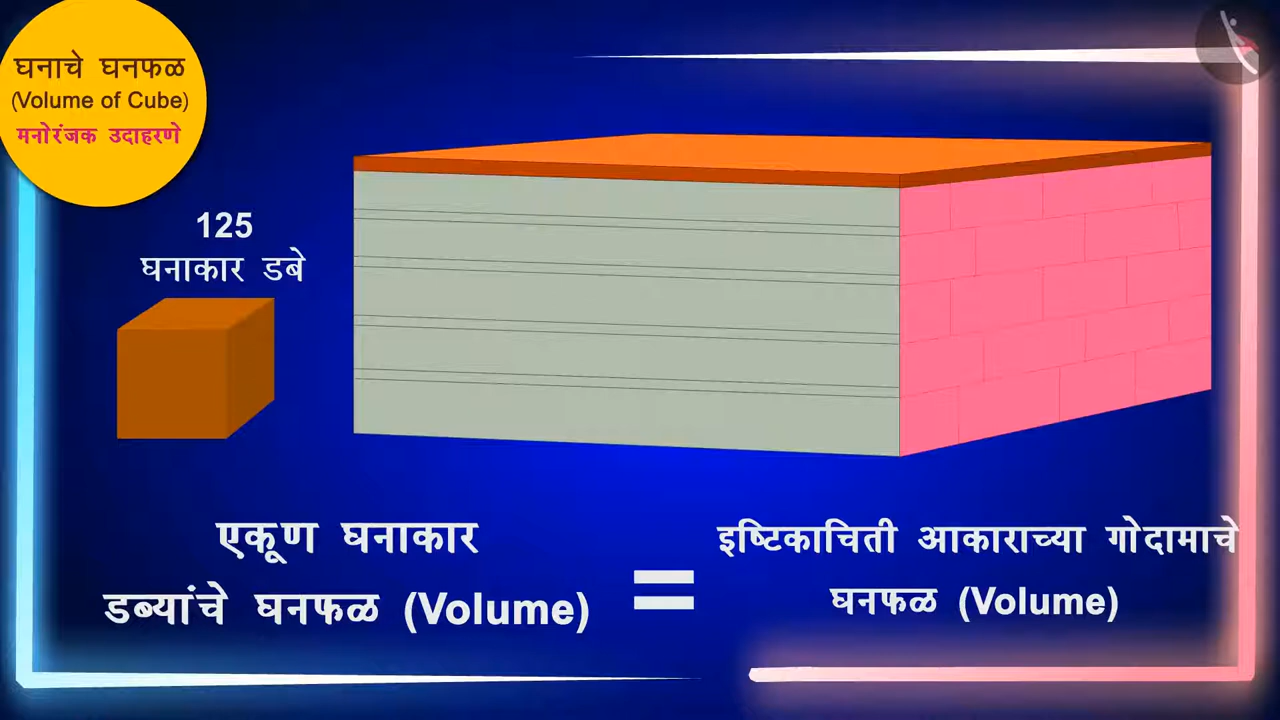 घनाचे घनफळ
(Volume of Cube)
मनोरंजक उदाहरणे
125
घनाकार डबे
एकूण घनाकार
डब्यांचे घनफळ (Volume)
=
इष्टिकाचिती आकाराच्या गोदामाचे
घनफळ (Volume)